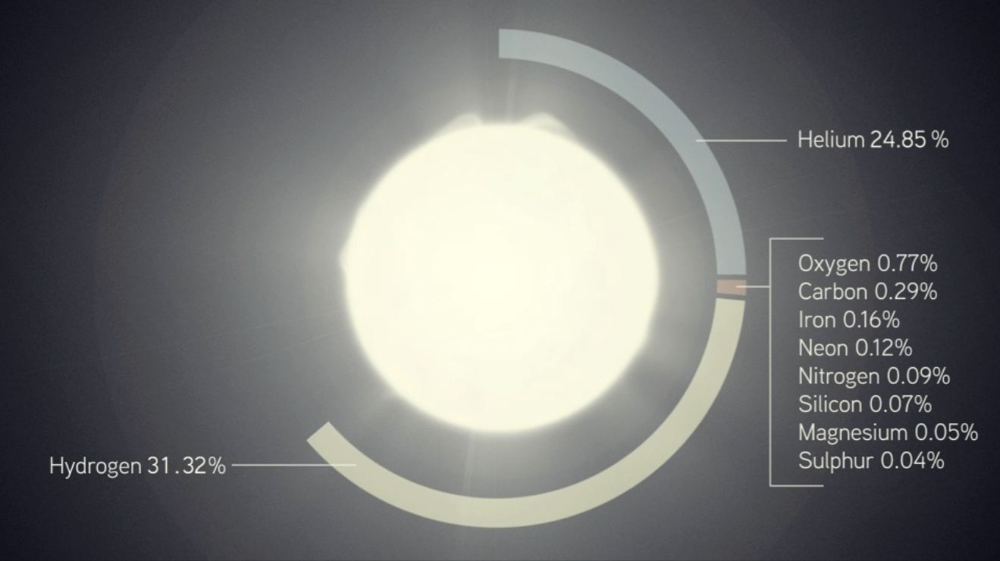 Helium 24.85 %
Oxygen 0.77%
Carbon 0.29%
Iron 0.16%
Neon 0.12%
Nitrogen 0.09%
Silicon 0.07%
Magnesium 0.05%
Sulphur 0.04%
Hydrogen 31.32%